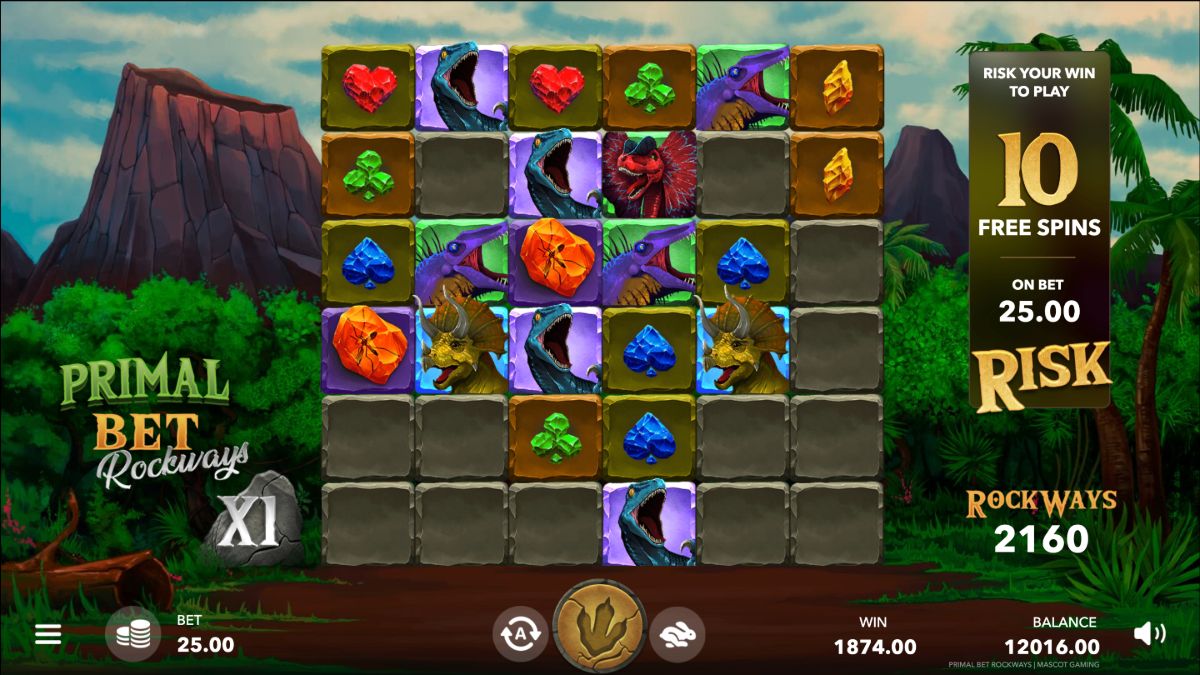 RISK YOUR WIN
TO PLAY
10
FREE SPINS
ON BET
25.00
RISK
PRIMAL
BET
Rockways
X1
ROCKWAYS
2160
BET
25.00
A
WIN
1874.00
BALANCE
12016.00
PRIMAL BET ROCKWAYS | MASCOT GAMING